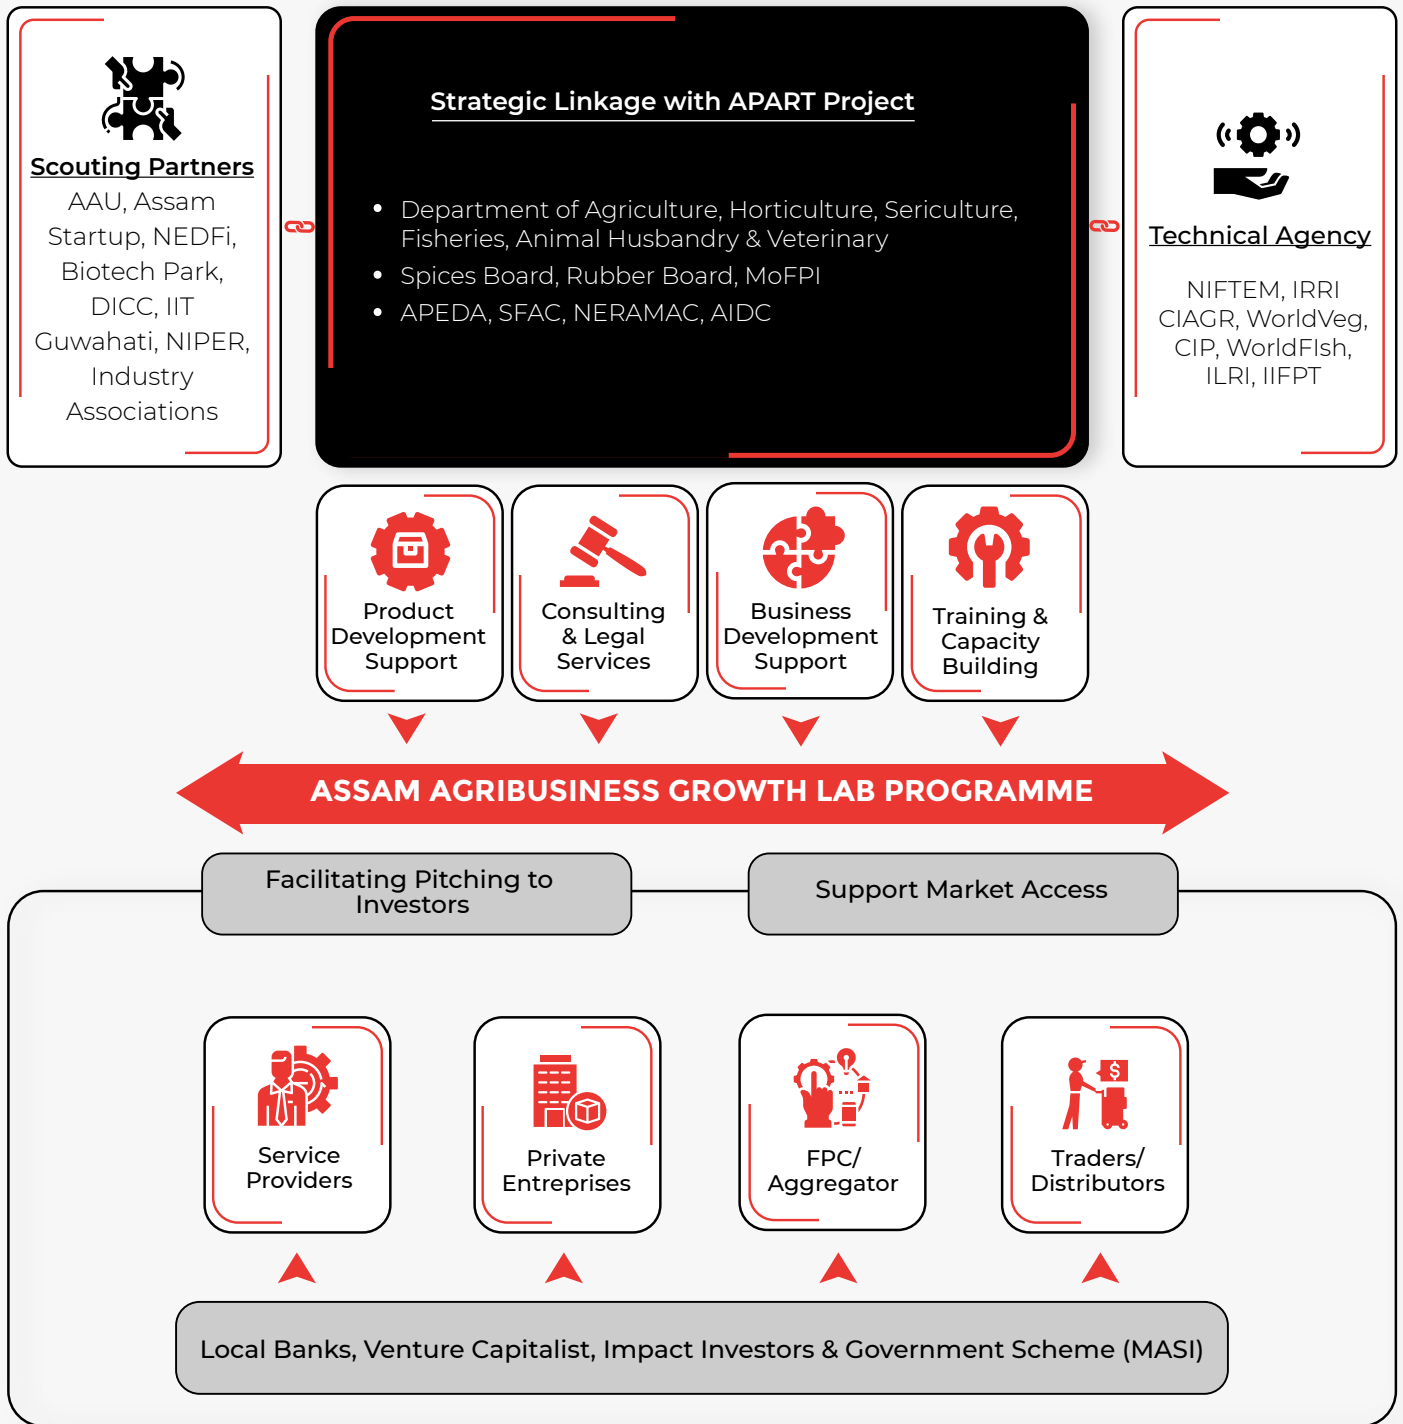 Scouting Partners
AAU, Assam
Startup, NEDFi,
Biotech Park,
DICC, IIT
Guwahati, NIPER,
Industry
Associations
Strategic Linkage with APART Project
• Department of Agriculture, Horticulture, Sericulture,
Fisheries, Animal Husbandry & Veterinary
• Spices Board, Rubber Board, MoFPI
• APEDA, SFAC, NERAMAC, AIDC
Technical Agency
NIFTEM, IRRI
CIAGR, WorldVeg,
CIP, WorldFIsh,
ILRI, IIFPT
Product
Development
Support
Consulting
& Legal
Services
Business
Development
Support
Training &
Capacity
Building
ASSAM AGRIBUSINESS GROWTH LAB PROGRAMME
Facilitating Pitching to
Investors
Support Market Access
Service
Providers
Private
Entreprises
FPC/
Aggregator
$
Traders/
Distributors
Local Banks, Venture Capitalist, Impact Investors & Government Scheme (MASI)